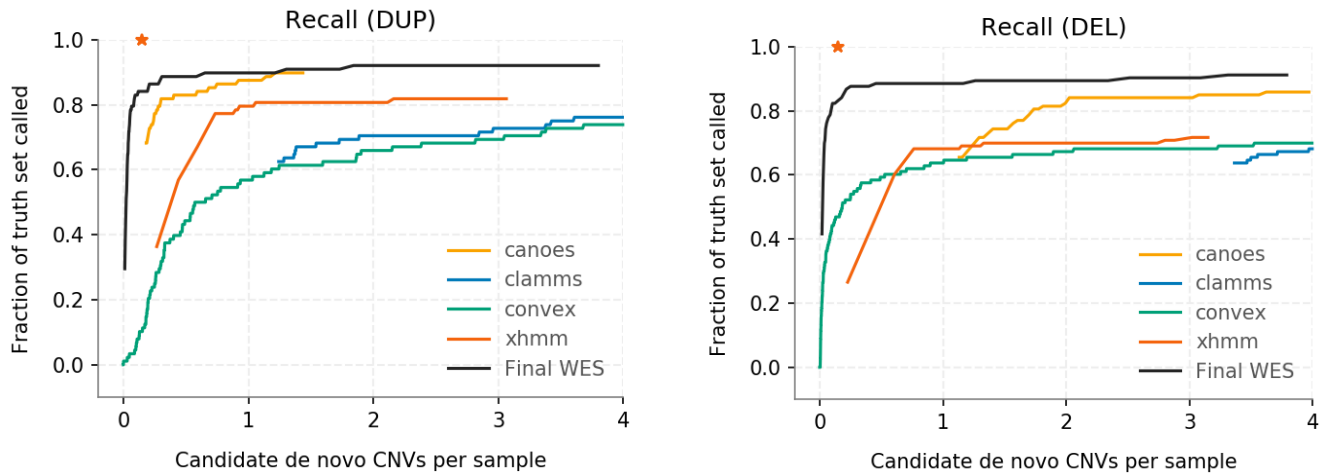 Recall (DUP)
Fraction of truth set called
1.0
0.8
0.6
0.4
0.2
0.0
canoes
clamms
convex
xhmm
Final WES
0
1
2
3
4
Candidate de novo CNVs per sample
Recall (DEL)
Fraction of truth set called
1.0
0.8
0.6
0.4
0.2
0.0
canoes
clamms
convex
xhmm
Final WES
0
1
2
3
4
Candidate de novo CNVs per sample